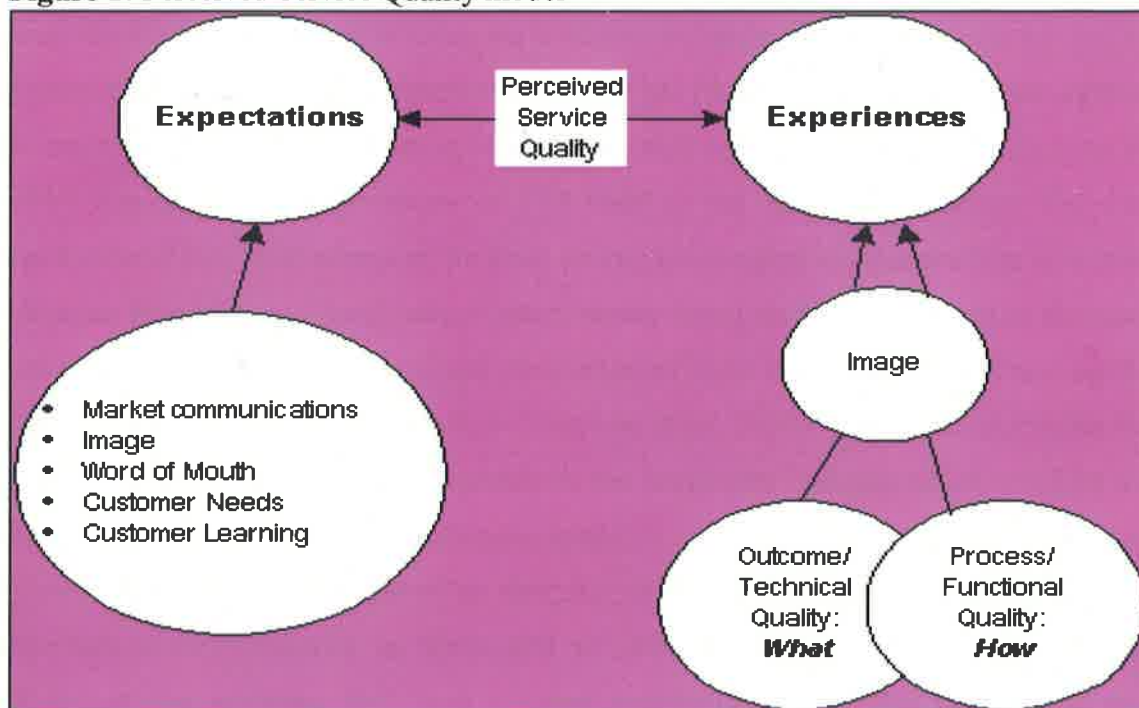 Expectations
Perceived
Service
Quality
Experiences
Image
• Market communications
• Image
• Word of Mouth
• Customer Needs
• Customer Learning
Outcome/
Technical
Quality:
What
Process/
Functional
Quality:
How